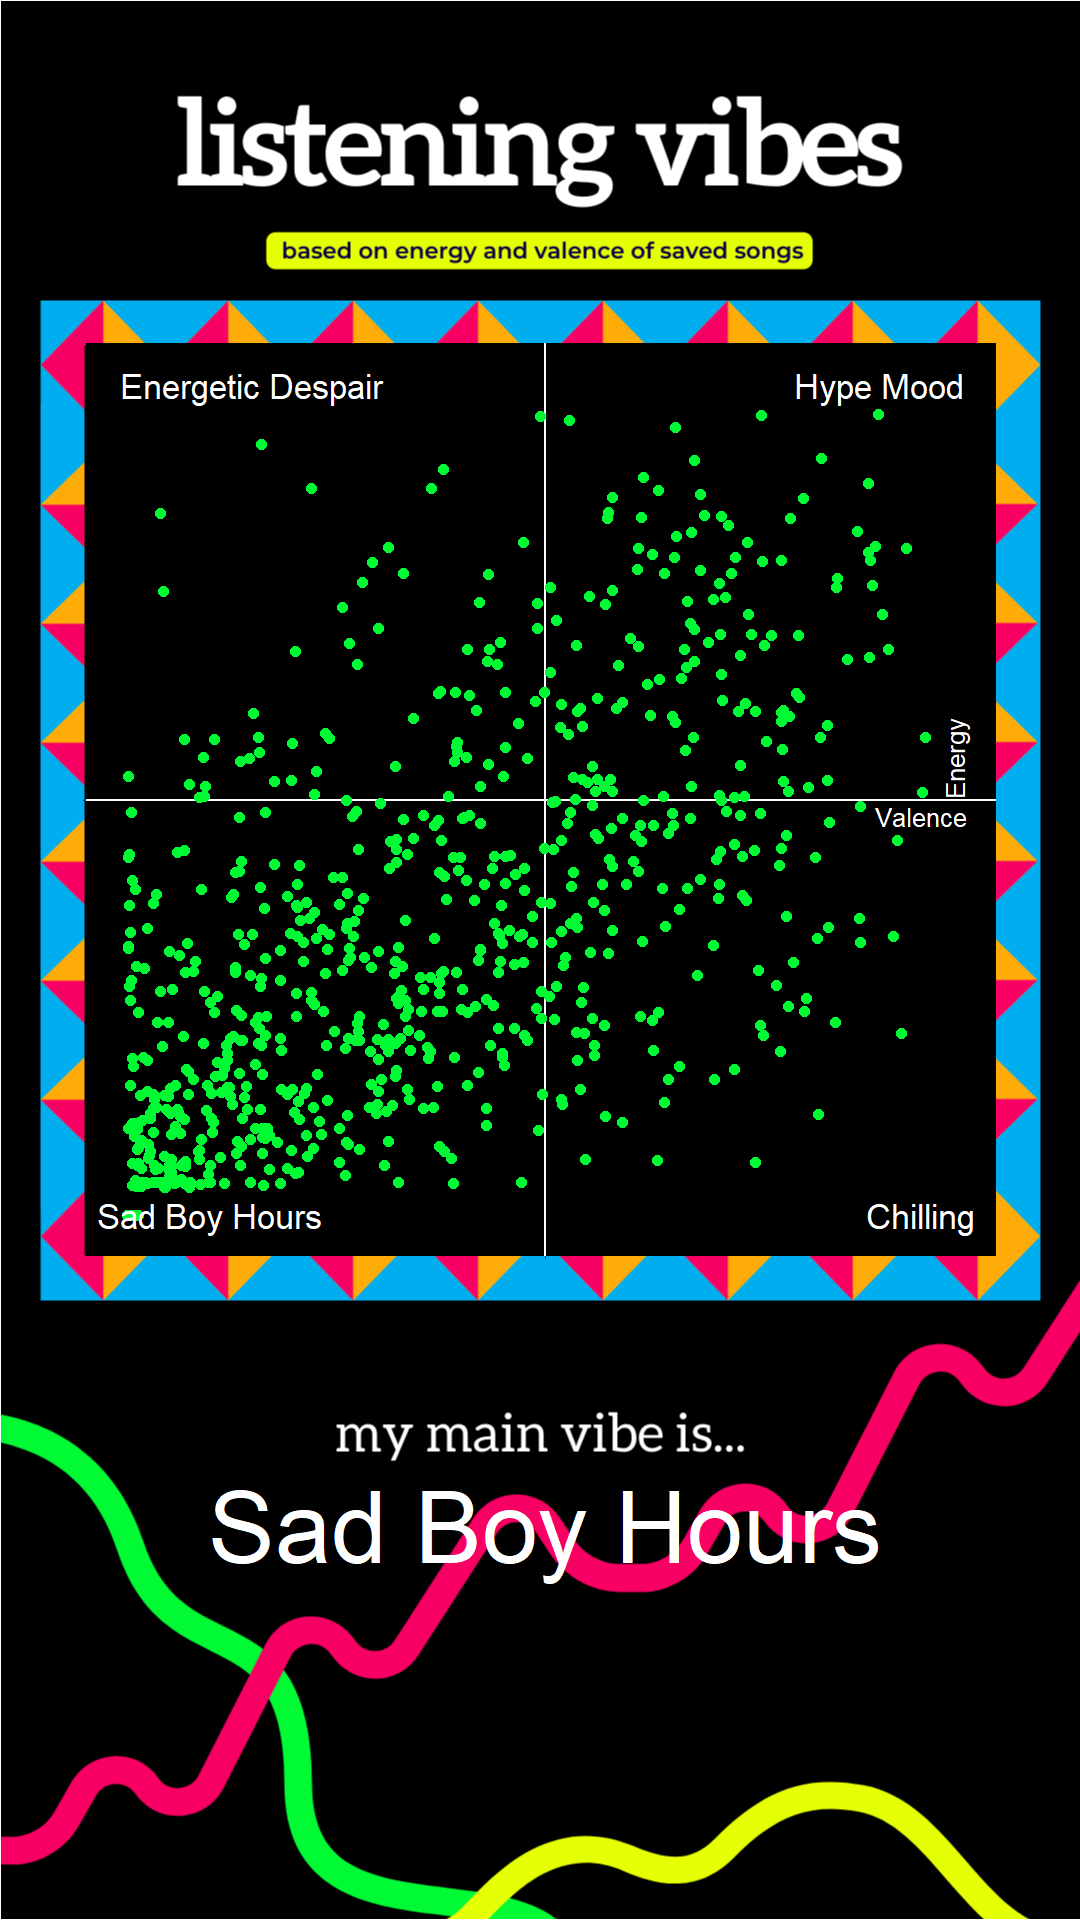 listening vibes
based on energy and valence of saved songs
Energetic Despair
Hype Mood
Energy
Valence
Sad Boy Hours
Chilling
my main vibe is...
Sad Boy Hours